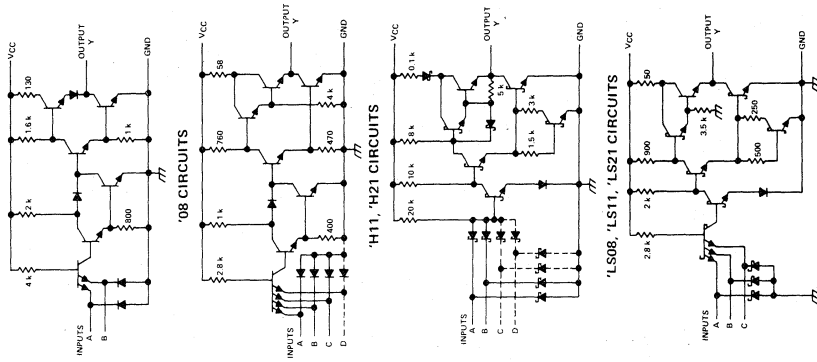 VCC
4 k
2 k
1.6 k
130
INPUTS
A
B
800
1 k
OUTPUT
Y
GND
'08 CIRCUITS
VCC
2.8 k
1 k
760
58
INPUTS
A
B
C
D
400
470
4 k
OUTPUT
Y
GND
'H11, 'H21 CIRCUITS
VCC
20 k
10 k
8 k
0.1 k
INPUTS
A
B
C
D
5 k
1.5 k
3 k
OUTPUT
Y
GND
'LS08, 'LS11, 'LS21 CIRCUITS
VCC
2.8 k
2 k
900
50
INPUTS
A
B
C
3.5 k
500
250
OUTPUT
Y
GND